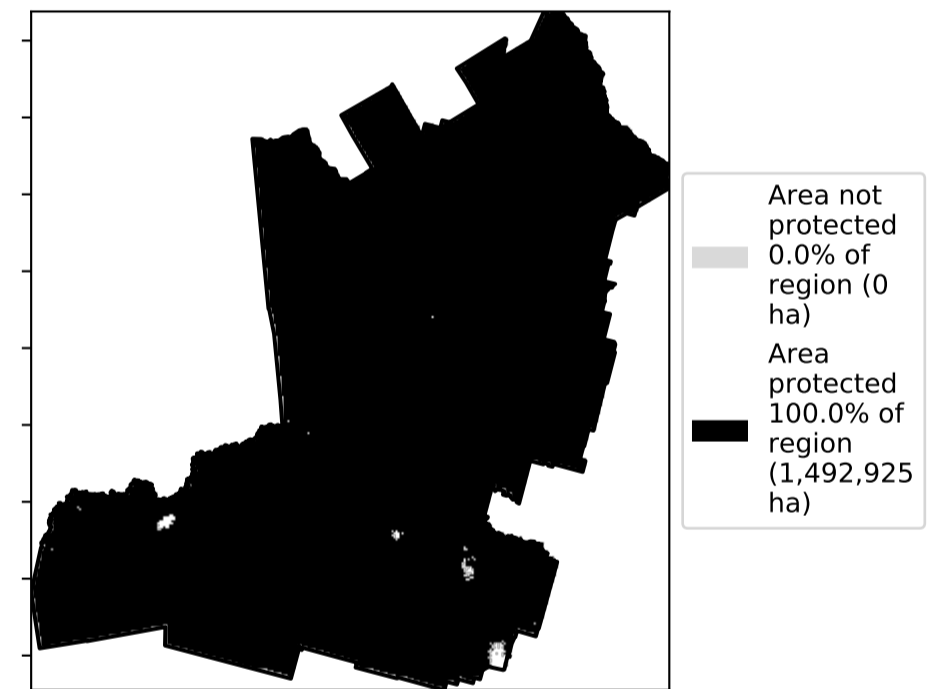 Area not
protected
0.0% of
region (0
ha)
Area
protected
100.0% of
region
(1,492,925
ha)